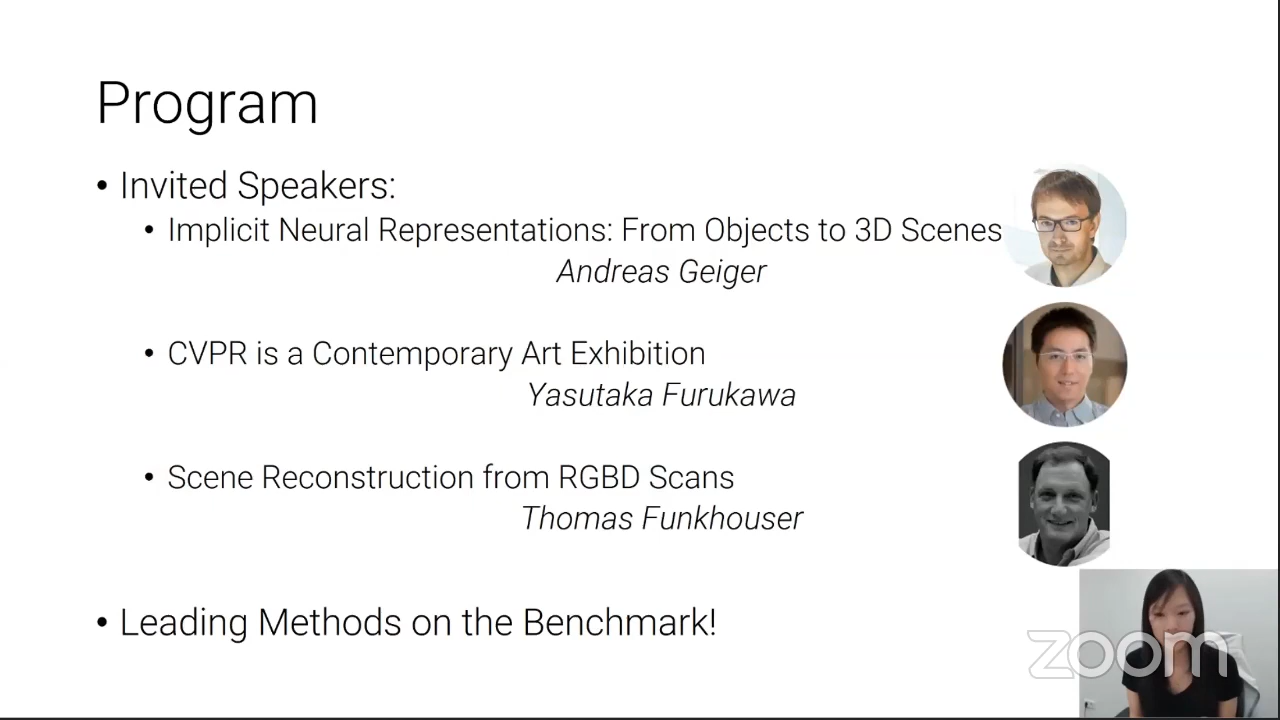 Program
• Invited Speakers:
• Implicit Neural Representations: From Objects to 3D Scenes
Andreas Geiger
• CVPR is a Contemporary Art Exhibition
Yasutaka Furukawa
• Scene Reconstruction from RGBD Scans
Thomas Funkhouser
• Leading Methods on the Benchmark!
zoom